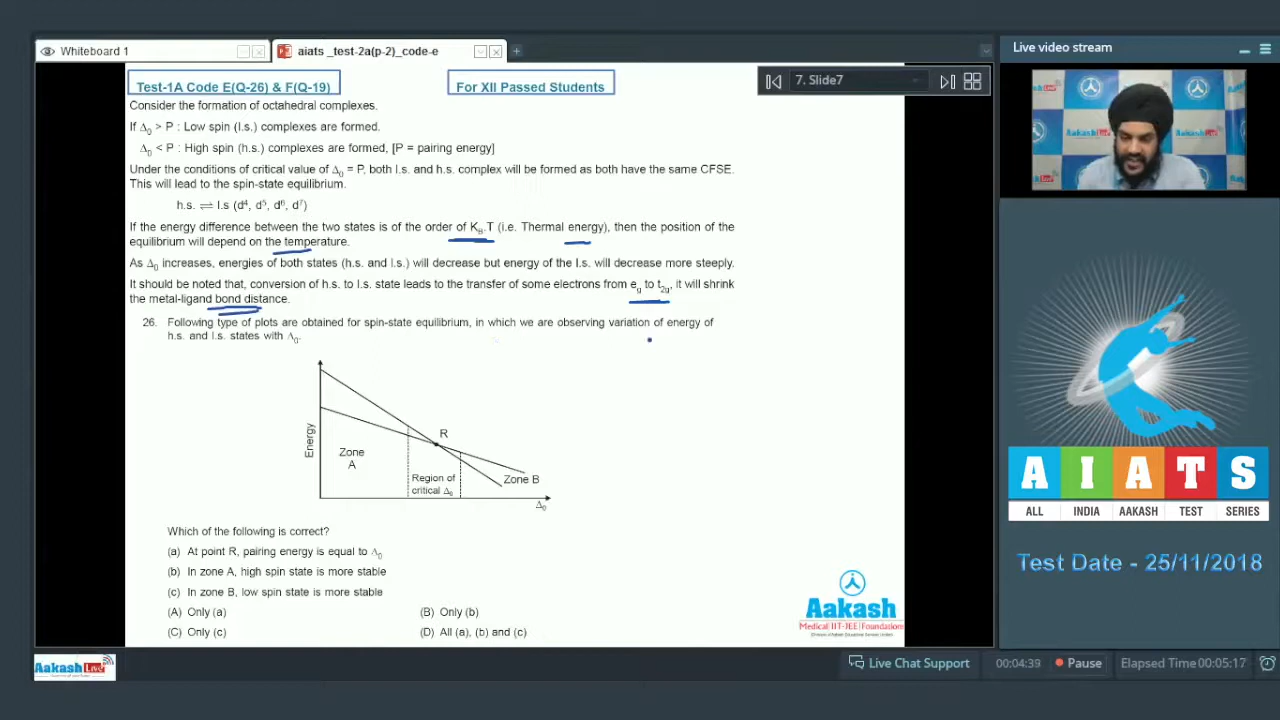 Whiteboard 1
aiats _test-2a(p-2)_code-e
Live video stream
7. Slide7
Test-1A Code E(Q-26) & F(Q-19)
For XII Passed Students
Consider the formation of octahedral complexes.
If Δ₀ > P : Low spin (l.s.) complexes are formed.
Δ₀ < P : High spin (h.s.) complexes are formed, [P = pairing energy]
Under the conditions of critical value of Δ₀ = P, both l.s. and h.s. complex will be formed as both have the same CFSE.
This will lead to the spin-state equilibrium.
h.s. ⇌ l.s (d⁴, d⁵, d⁶, d⁷)
If the energy difference between the two states is of the order of K_B.T (i.e. Thermal energy), then the position of the
equilibrium will depend on the temperature.
As Δ₀ increases, energies of both states (h.s. and l.s.) will decrease but energy of the l.s. will decrease more steeply.
It should be noted that, conversion of h.s. to l.s. state leads to the transfer of some electrons from e_g to t_2g, it will shrink
the metal-ligand bond distance.
26. Following type of plots are obtained for spin-state equilibrium, in which we are observing variation of energy of
h.s. and l.s. states with Δ₀.
Energy
Zone
A
R
Region of
critical Δ₀
Zone B
Δ₀
Which of the following is correct?
(a) At point R, pairing energy is equal to Δ₀
(b) In zone A, high spin state is more stable
(c) In zone B, low spin state is more stable
(A) Only (a)
(B) Only (b)
(C) Only (c)
(D) All (a), (b) and (c)
Aakash
Medical|IIT-JEE|Foundations
AakashLive
A I A T S
ALL INDIA AAKASH TEST SERIES
Test Date - 25/11/2018
Aakash Live
Live Chat Support
00:04:39
Pause
Elapsed Time 00:05:17